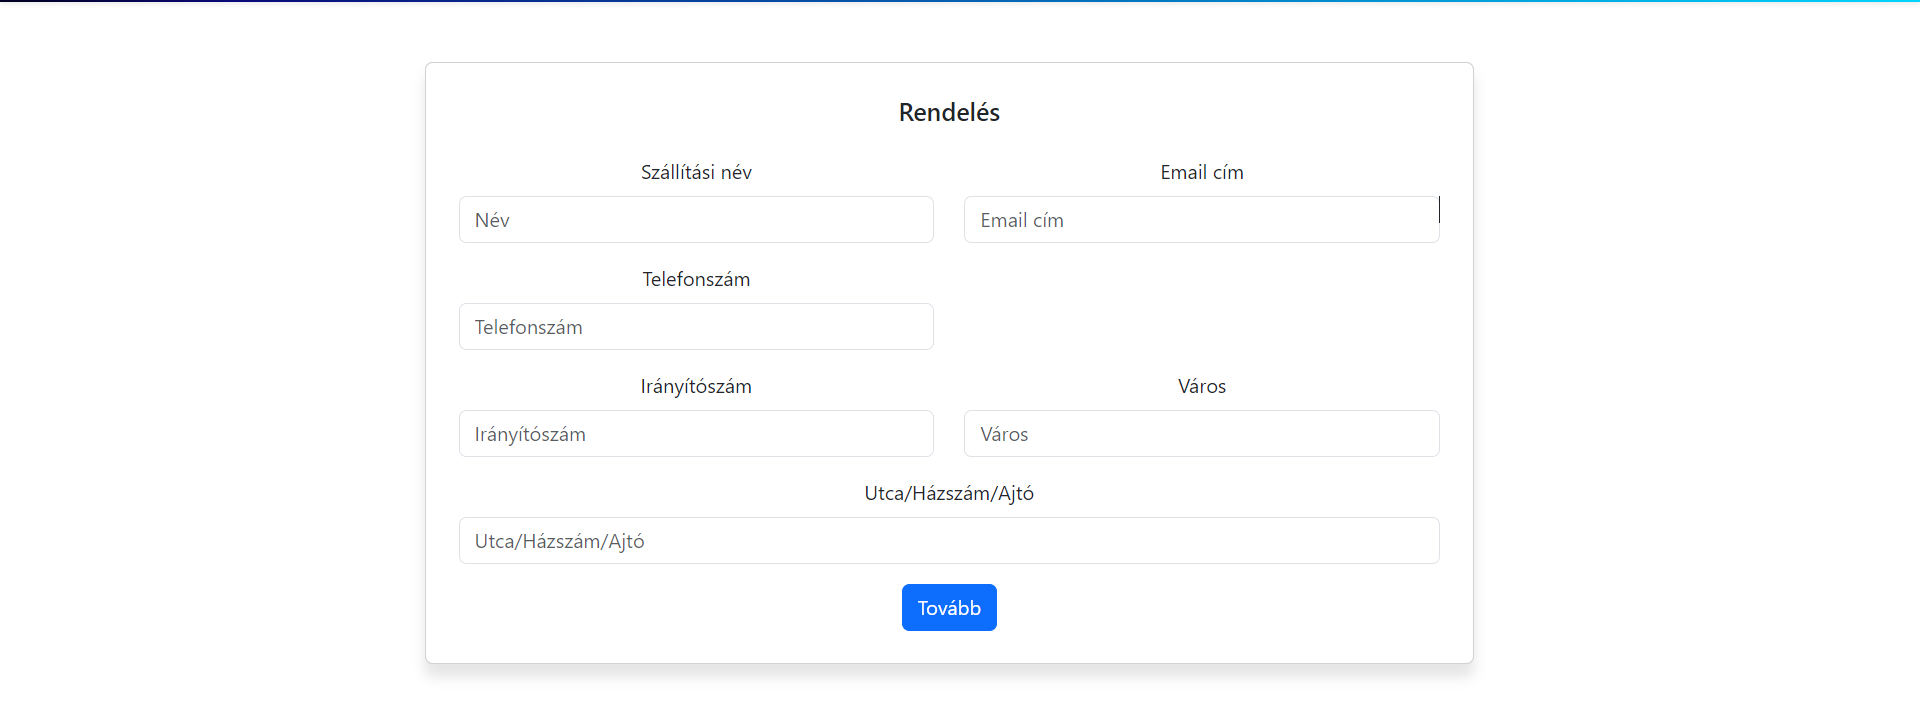 Rendelés
Szállítási név
Email cím
Név
Email cím
Telefonszám
Telefonszám
Irányítószám
Város
Irányítószám
Város
Utca/Házszám/Ajtó
Utca/Házszám/Ajtó
Tovább